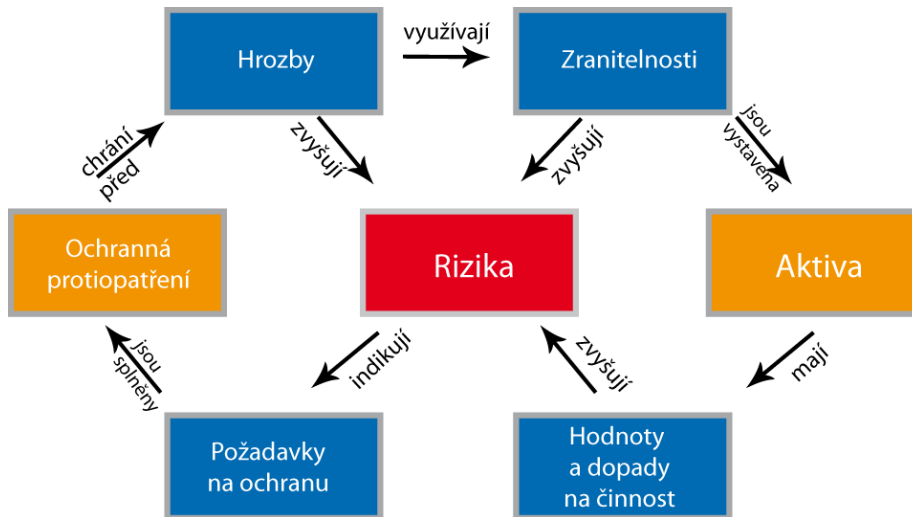 využívají
Hrozby
Zranitelnosti
chrání
před
zvyšují
zvyšují
jsou
vystavena
Ochranná
protiopatření
Rizika
Aktiva
jsou
splněny
indikují
zvyšují
mají
Požadavky
na ochranu
Hodnoty
a dopady
na činnost